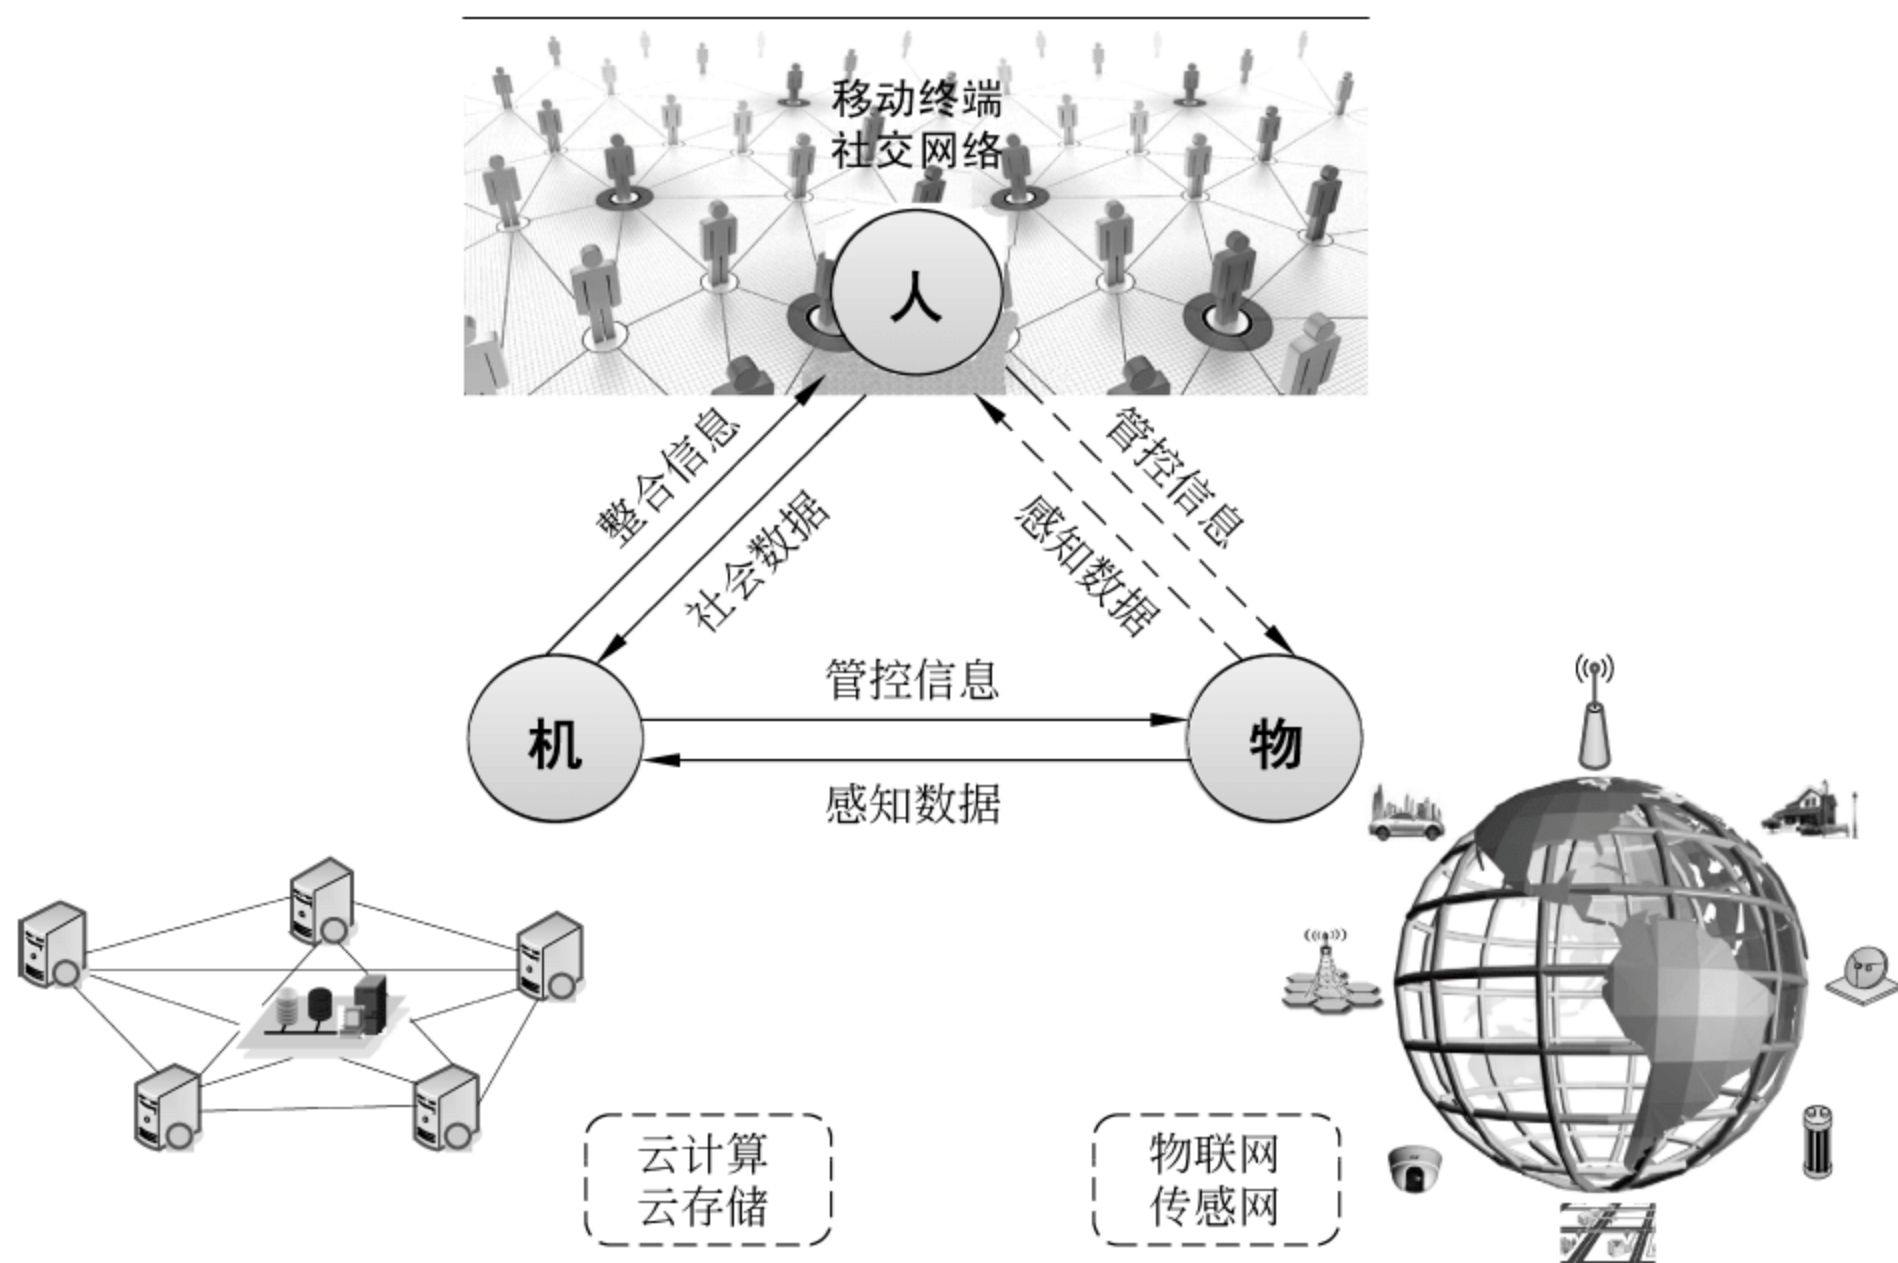 移动终端
社交网络
人
整合信息
社会数据
管控信息
感知数据
管控信息
感知数据
机
物
云计算
云存储
物联网
传感网